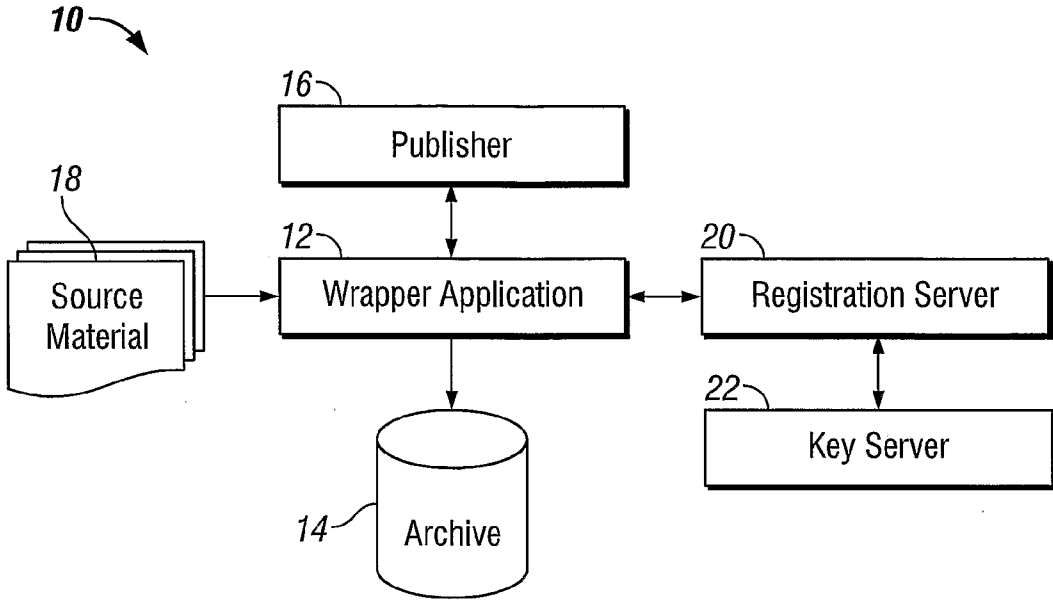 10
16
Publisher
18
Source
Material
12
Wrapper Application
20
Registration Server
22
Key Server
14
Archive